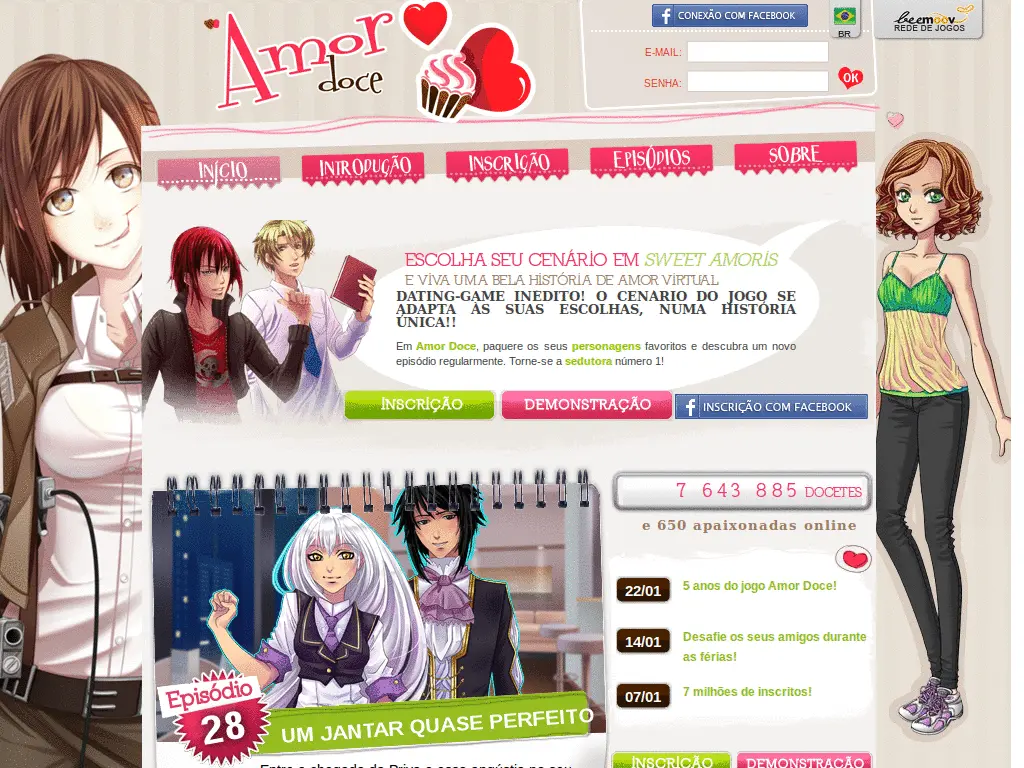 Amor
doce
CONEXÃO COM FACEBOOK
BR
beemoov
REDE DE JOGOS
E-MAIL:
SENHA:
OK
INÍCIO
INTRODUÇÃO
INSCRIÇÃO
EPISÓDIOS
SOBRE
ESCOLHA SEU CENÁRIO EM SWEET AMORIS
E VIVA UMA BELA HISTÓRIA DE AMOR VIRTUAL
DATING-GAME INEDITO! O CENARIO DO JOGO SE
ADAPTA ÀS SUAS ESCOLHAS, NUMA HISTÓRIA
ÚNICA!!
Em Amor Doce, paquere os seus personagens favoritos e descubra um novo
episódio regularmente. Torne-se a sedutora número 1!
INSCRIÇÃO
DEMONSTRAÇÃO
INSCRIÇÃO COM FACEBOOK
7 643 885 DOCETES
e 650 apaixonadas online
22/01
5 anos do jogo Amor Doce!
14/01
Desafie os seus amigos durante
as férias!
07/01
7 milhões de inscritos!
Episódio
28
UM JANTAR QUASE PERFEITO
INSCRIÇÃO
DEMONSTRAÇÃO